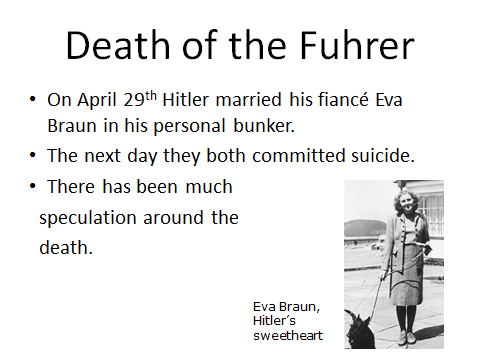 Death of the Fuhrer
• On April 29th Hitler married his fiancé Eva
Braun in his personal bunker.
• The next day they both committed suicide.
• There has been much
speculation around the
death.
Eva Braun,
Hitler's
sweetheart